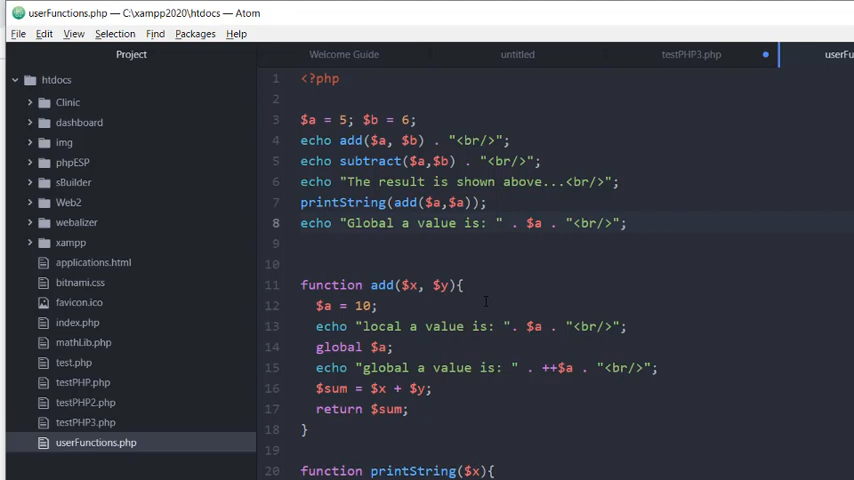 userFunctions.php — C:\xampp2020\htdocs — Atom
File Edit View Selection Find Packages Help
Project
Welcome Guide
untitled
testPHP3.php
userFu
htdocs
Clinic
dashboard
img
phpESP
sBuilder
Web2
webalizer
xampp
applications.html
bitnami.css
favicon.ico
index.php
mathLib.php
test.php
testPHP.php
testPHP2.php
testPHP3.php
userFunctions.php
1 <?php
2
3 $a = 5; $b = 6;
4 echo add($a, $b) . "<br/>";
5 echo subtract($a,$b) . "<br/>";
6 echo "The result is shown above...<br/>";
7 printString(add($a,$a));
8 echo "Global a value is: " . $a . "<br/>";
9
10
11 function add($x, $y){
12 $a = 10;
13 echo "local a value is: ". $a . "<br/>";
14 global $a;
15 echo "global a value is: " . ++$a . "<br/>";
16 $sum = $x + $y;
17 return $sum;
18 }
19
20 function printString($x){